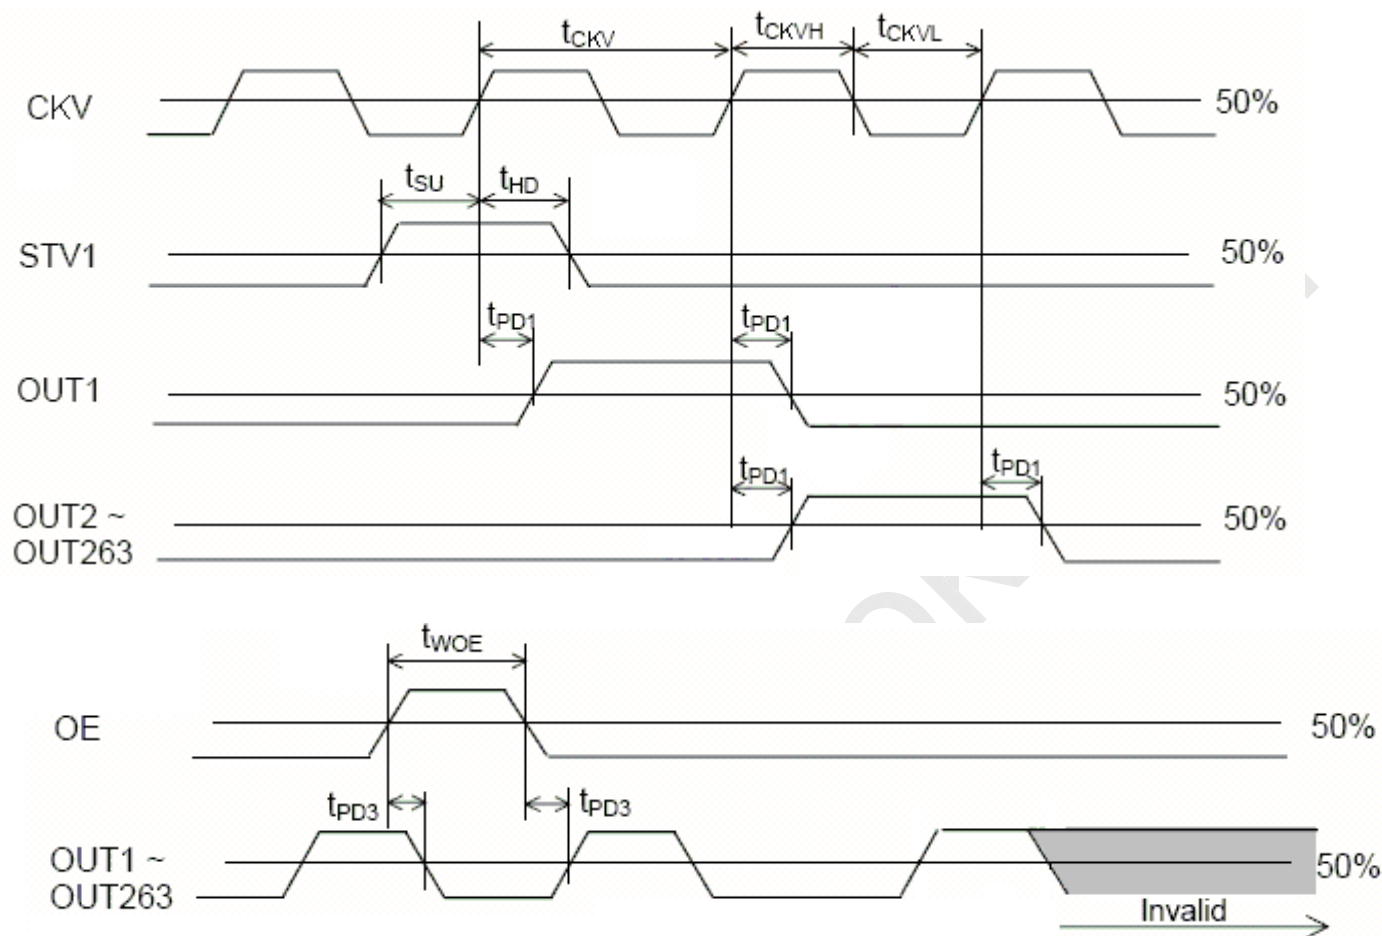 tCKV tCKVH tCKVL
CKV 50%
tSU tHD
STV1 50%
tPD1 tPD1
OUT1 50%
tPD1 tPD1
OUT2 ~
OUT263 50%
tWOE
OE 50%
tPD3 tPD3
OUT1 ~
OUT263 50%
Invalid